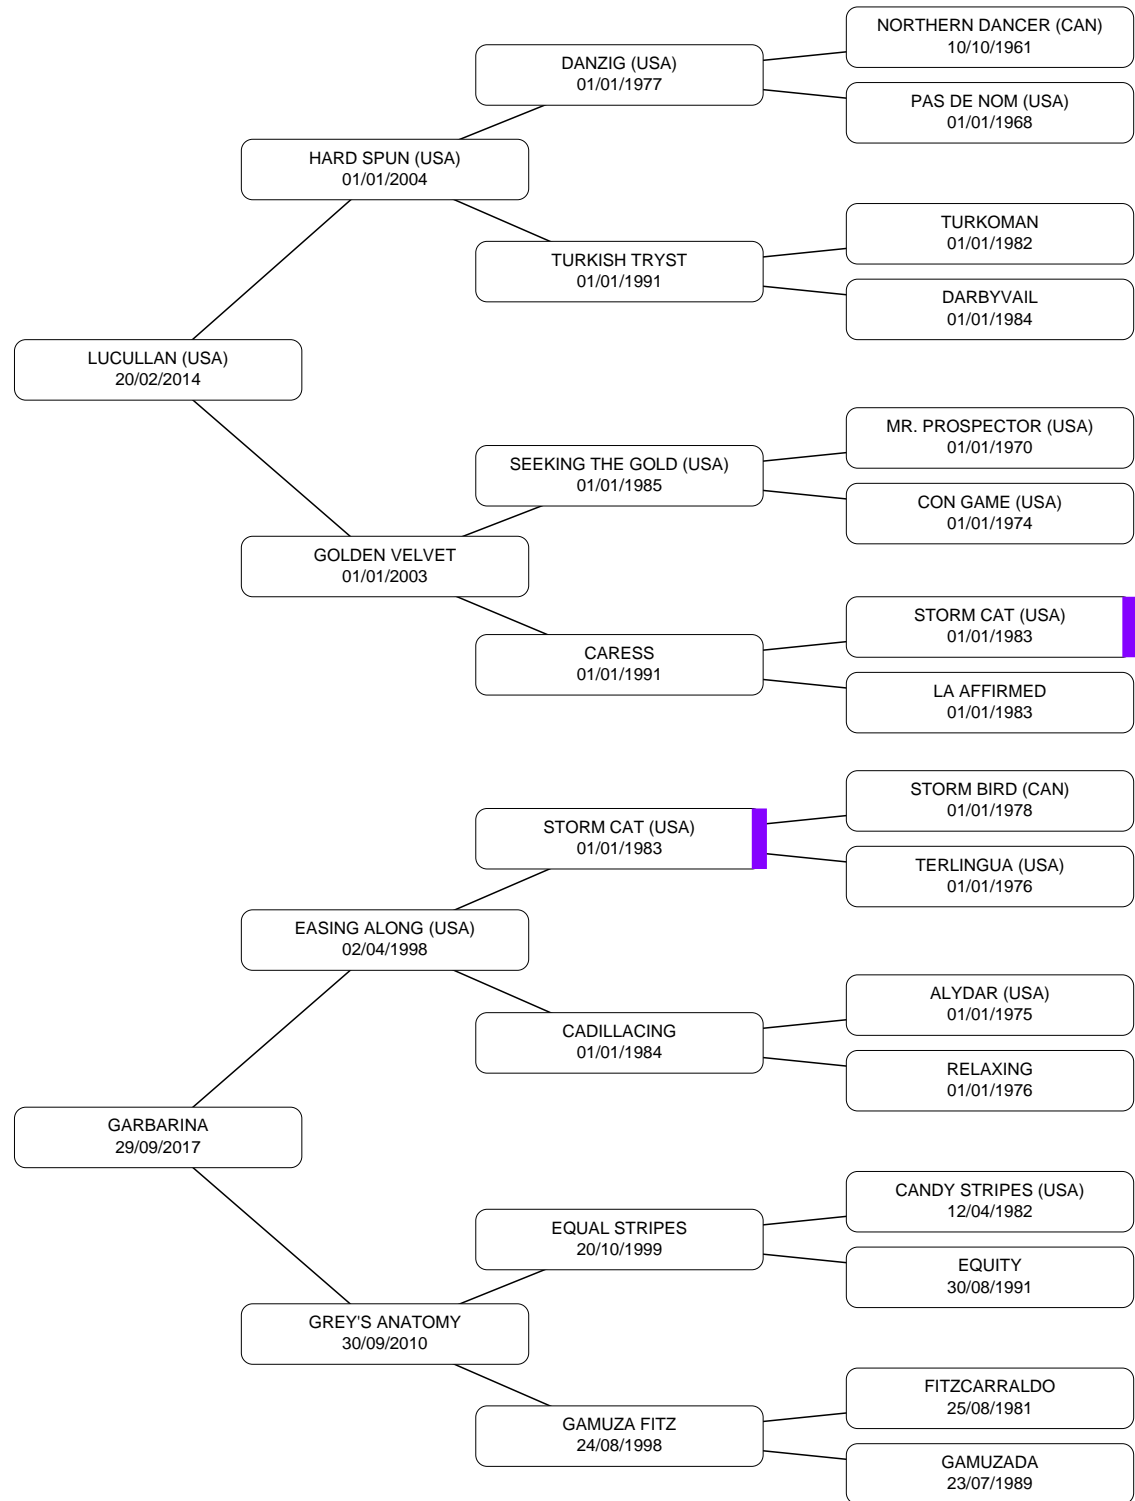 NORTHERN DANCER (CAN)
10/10/1961
DANZIG (USA)
01/01/1977
PAS DE NOM (USA)
01/01/1968
HARD SPUN (USA)
01/01/2004
TURKOMAN
01/01/1982
TURKISH TRYST
01/01/1991
DARBYVAIL
01/01/1984
LUCULLAN (USA)
20/02/2014
MR. PROSPECTOR (USA)
01/01/1970
SEEKING THE GOLD (USA)
01/01/1985
CON GAME (USA)
01/01/1974
GOLDEN VELVET
01/01/2003
STORM CAT (USA)
01/01/1983
CARESS
01/01/1991
LA AFFIRMED
01/01/1983
STORM BIRD (CAN)
01/01/1978
STORM CAT (USA)
01/01/1983
TERLINGUA (USA)
01/01/1976
EASING ALONG (USA)
02/04/1998
ALYDAR (USA)
01/01/1975
CADILLACING
01/01/1984
RELAXING
01/01/1976
GARBARINA
29/09/2017
CANDY STRIPES (USA)
12/04/1982
EQUAL STRIPES
20/10/1999
EQUITY
30/08/1991
GREY'S ANATOMY
30/09/2010
FITZCARRALDO
25/08/1981
GAMUZA FITZ
24/08/1998
GAMUZADA
23/07/1989